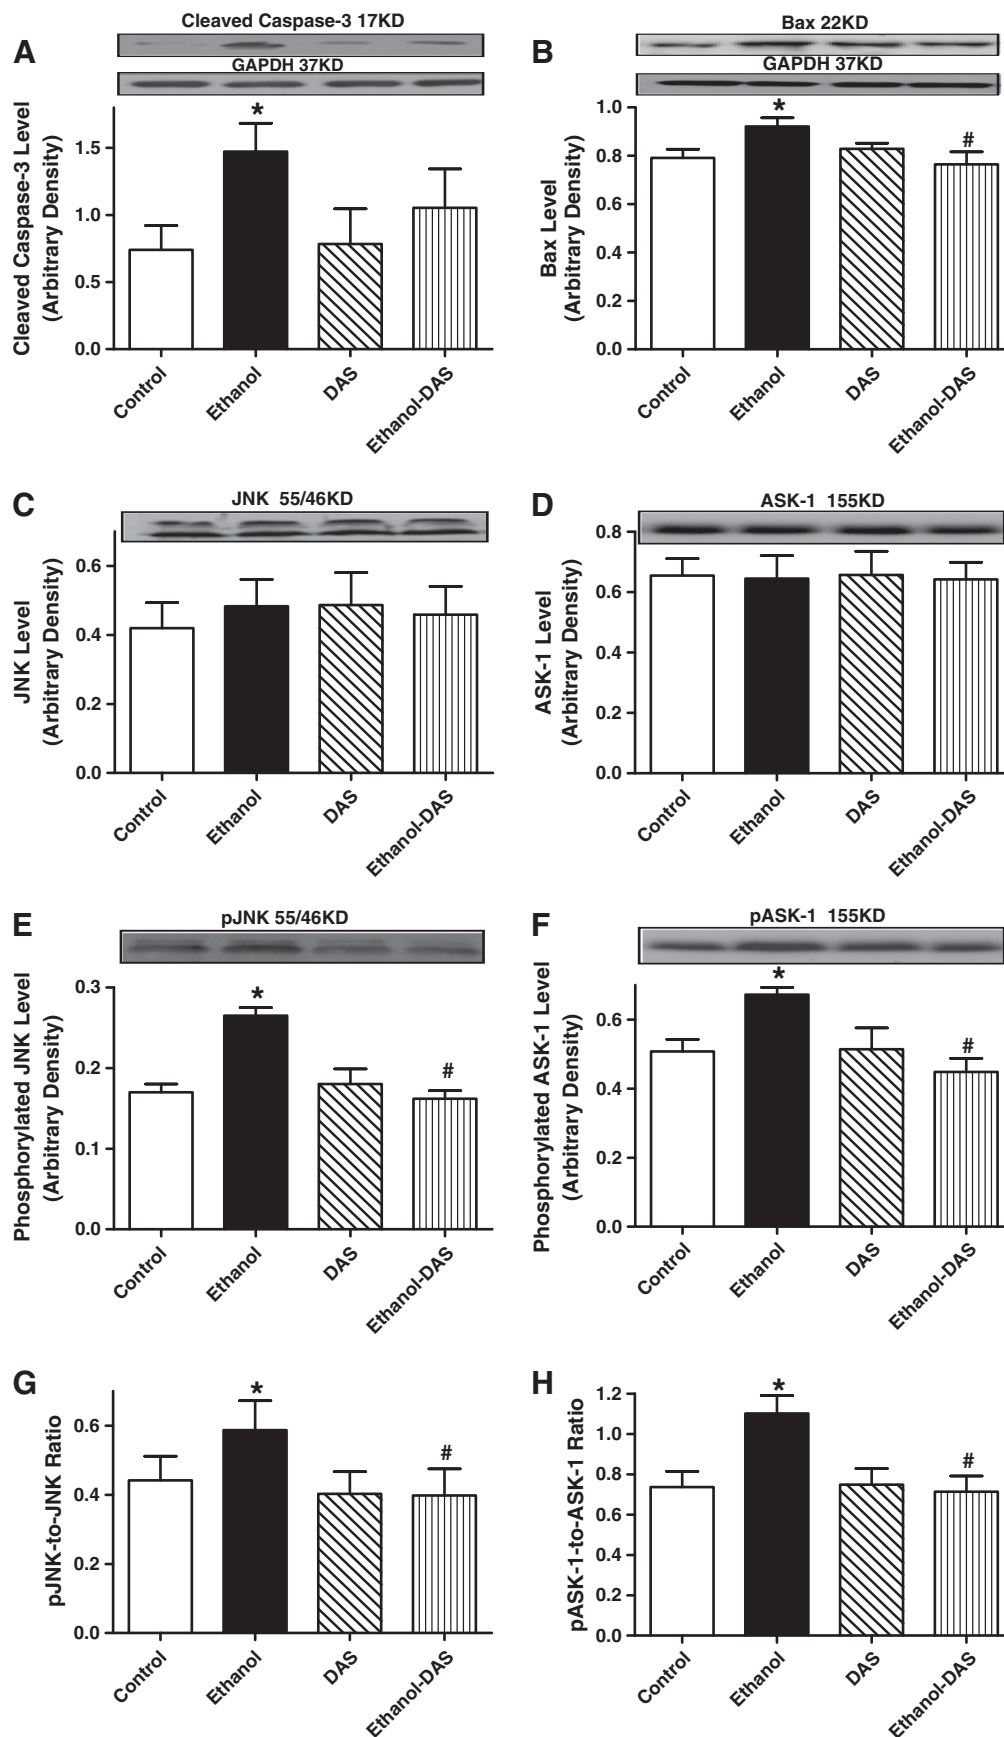 A
Cleaved Caspase-3 17KD
GAPDH 37KD
Cleaved Caspase-3 Level
(Arbitrary Density)
*
1.5
1.0
0.5
0.0
Control
Ethanol
DAS
Ethanol-DAS
B
Bax 22KD
GAPDH 37KD
Bax Level
(Arbitrary Density)
*
#
1.0
0.8
0.6
0.4
0.2
0.0
Control
Ethanol
DAS
Ethanol-DAS
C
JNK 55/46KD
JNK Level
(Arbitrary Density)
0.6
0.4
0.2
0.0
Control
Ethanol
DAS
Ethanol-DAS
D
ASK-1 155KD
ASK-1 Level
(Arbitrary Density)
0.8
0.6
0.4
0.2
0.0
Control
Ethanol
DAS
Ethanol-DAS
E
pJNK 55/46KD
Phosphorylated JNK Level
(Arbitrary Density)
*
#
0.3
0.2
0.1
0.0
Control
Ethanol
DAS
Ethanol-DAS
F
pASK-1 155KD
Phosphorylated ASK-1 Level
(Arbitrary Density)
*
#
0.6
0.4
0.2
0.0
Control
Ethanol
DAS
Ethanol-DAS
G
pJNK-to-JNK Ratio
*
#
0.6
0.4
0.2
0.0
Control
Ethanol
DAS
Ethanol-DAS
H
pASK-1-to-ASK-1 Ratio
*
#
1.2
1.0
0.8
0.6
0.4
0.2
0.0
Control
Ethanol
DAS
Ethanol-DAS